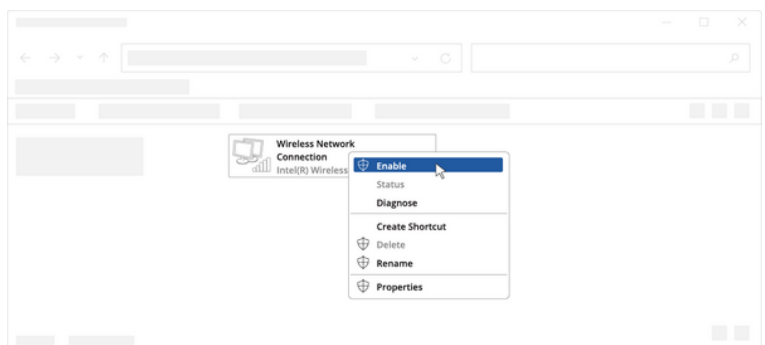 Wireless Network
Connection
Intel(R) Wireless
Enable
Status
Diagnose
Create Shortcut
Delete
Rename
Properties